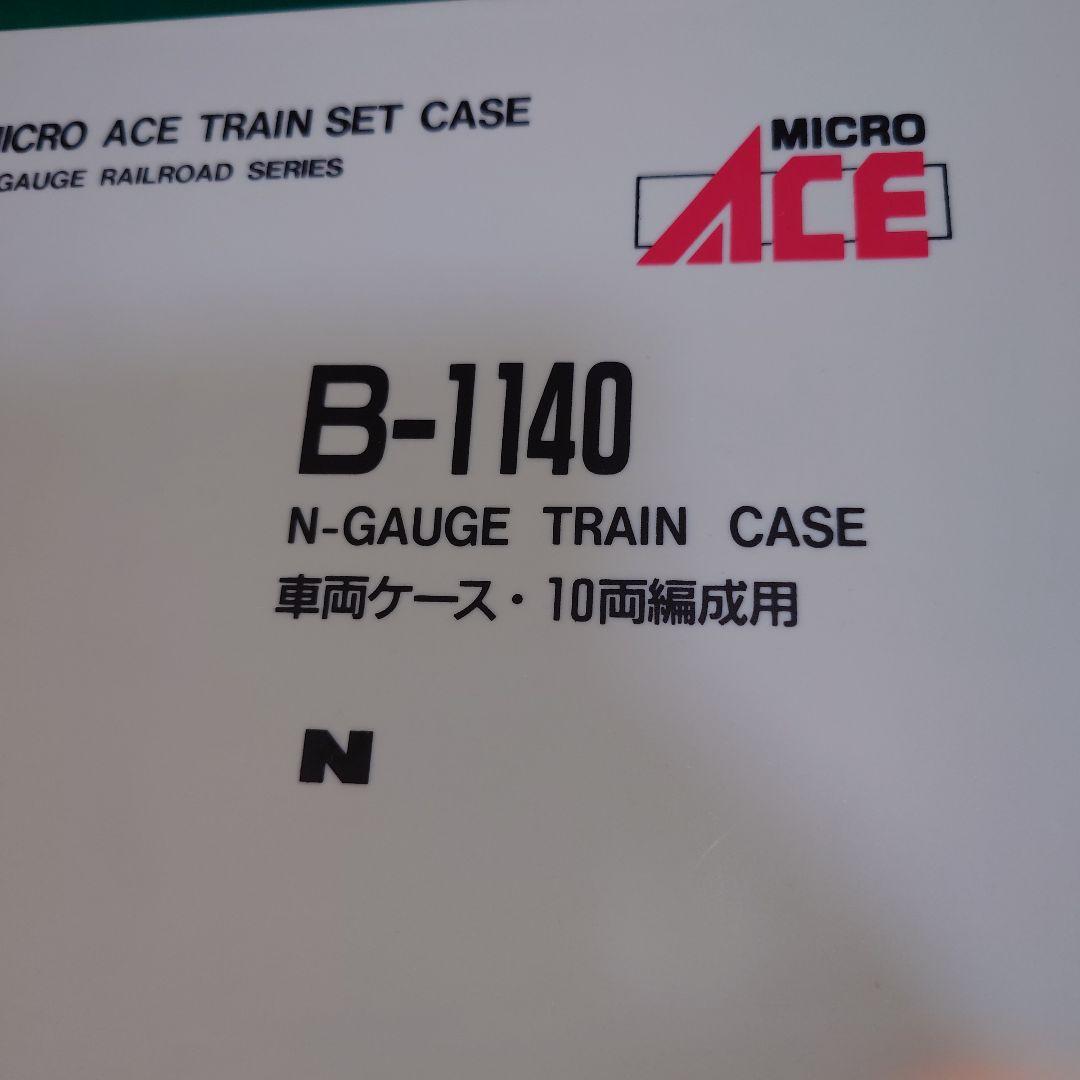 MICRO ACE TRAIN SET CASE
GAUGE RAILROAD SERIES
MICRO
ACE
B-1140
N-GAUGE TRAIN CASE
車両ケース・10両編成用
N